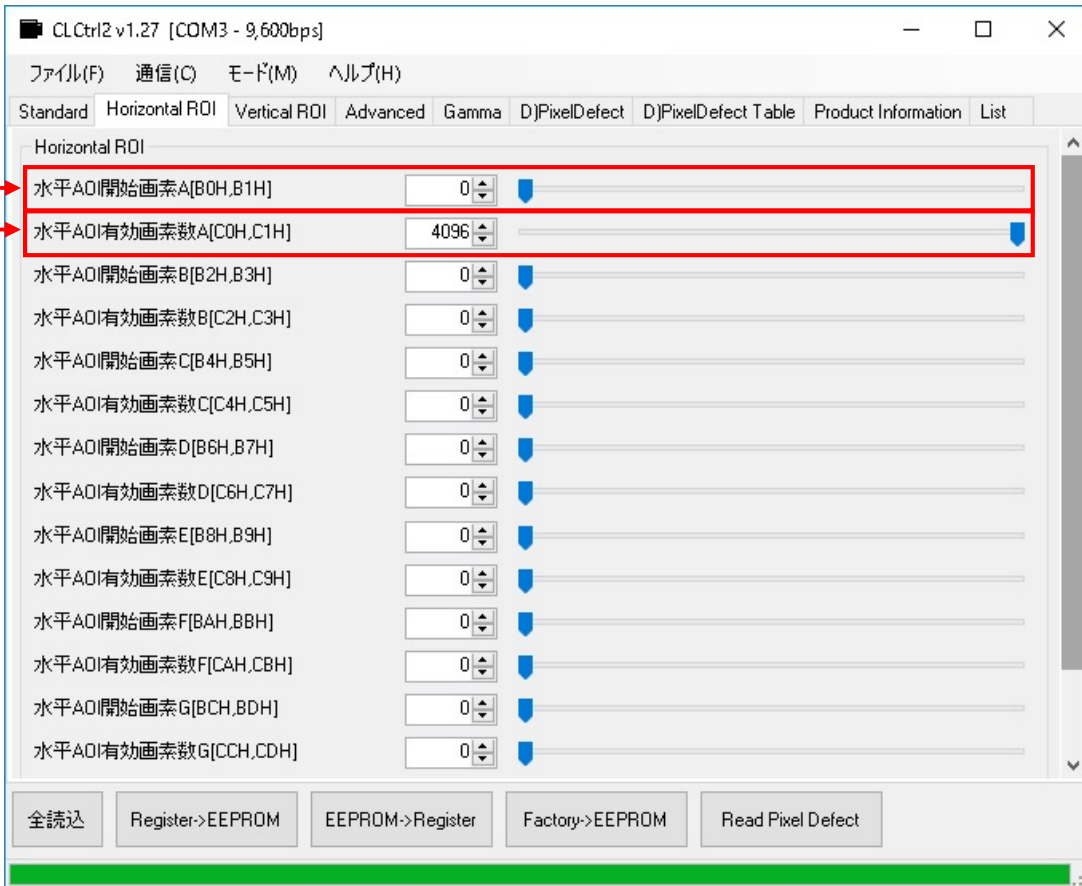 CLCtrl2 v1.27 [COM3 - 9,600bps]
ファイル(F) 通信(C) モード(M) ヘルプ(H)
Standard Horizontal ROI Vertical ROI Advanced Gamma D)PixelDefect D)PixelDefect Table Product Information List
Horizontal ROI
水平AOI開始画素A[B0H,B1H] 0
水平AOI有効画素数A[C0H,C1H] 4096
水平AOI開始画素B[B2H,B3H] 0
水平AOI有効画素数B[C2H,C3H] 0
水平AOI開始画素C[B4H,B5H] 0
水平AOI有効画素数C[C4H,C5H] 0
水平AOI開始画素D[B6H,B7H] 0
水平AOI有効画素数D[C6H,C7H] 0
水平AOI開始画素E[B8H,B9H] 0
水平AOI有効画素数E[C8H,C9H] 0
水平AOI開始画素F[BAH,BBH] 0
水平AOI有効画素数F[CAH,CBH] 0
水平AOI開始画素G[BCH,BDH] 0
水平AOI有効画素数G[CCH,CDH] 0
全読込 Register->EEPROM EEPROM->Register Factory->EEPROM Read Pixel Defect